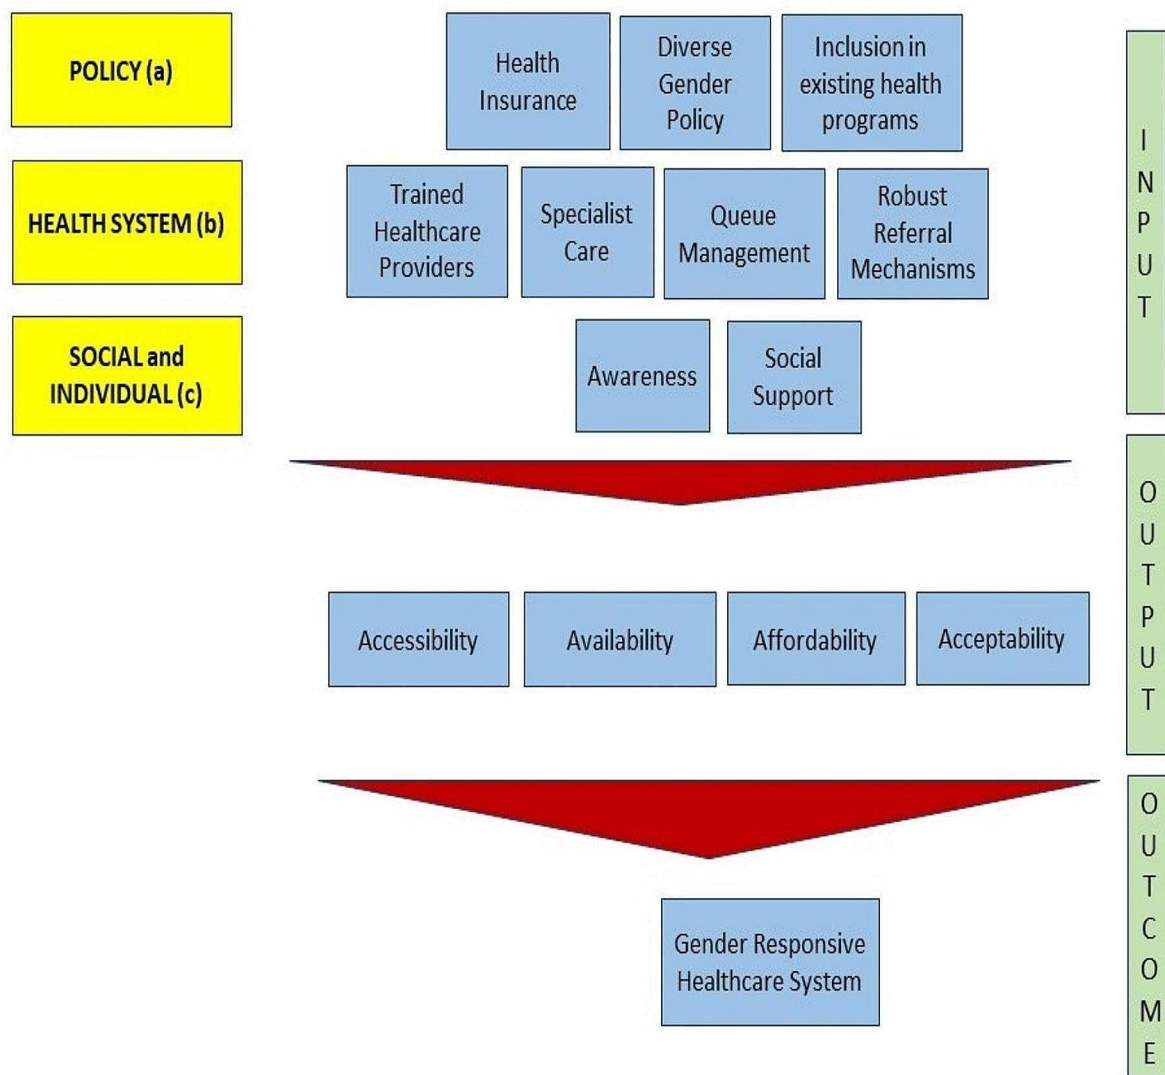 POLICY (a)
Health
Insurance
Diverse
Gender
Policy
Inclusion in
existing health
programs
HEALTH SYSTEM (b)
Trained
Healthcare
Providers
Specialist
Care
Queue
Management
Robust
Referral
Mechanisms
SOCIAL and
INDIVIDUAL (c)
Awareness
Social
Support
INPUT
Accessibility
Availability
Affordability
Acceptability
OUTPUT
Gender Responsive
Healthcare System
OUTCOME